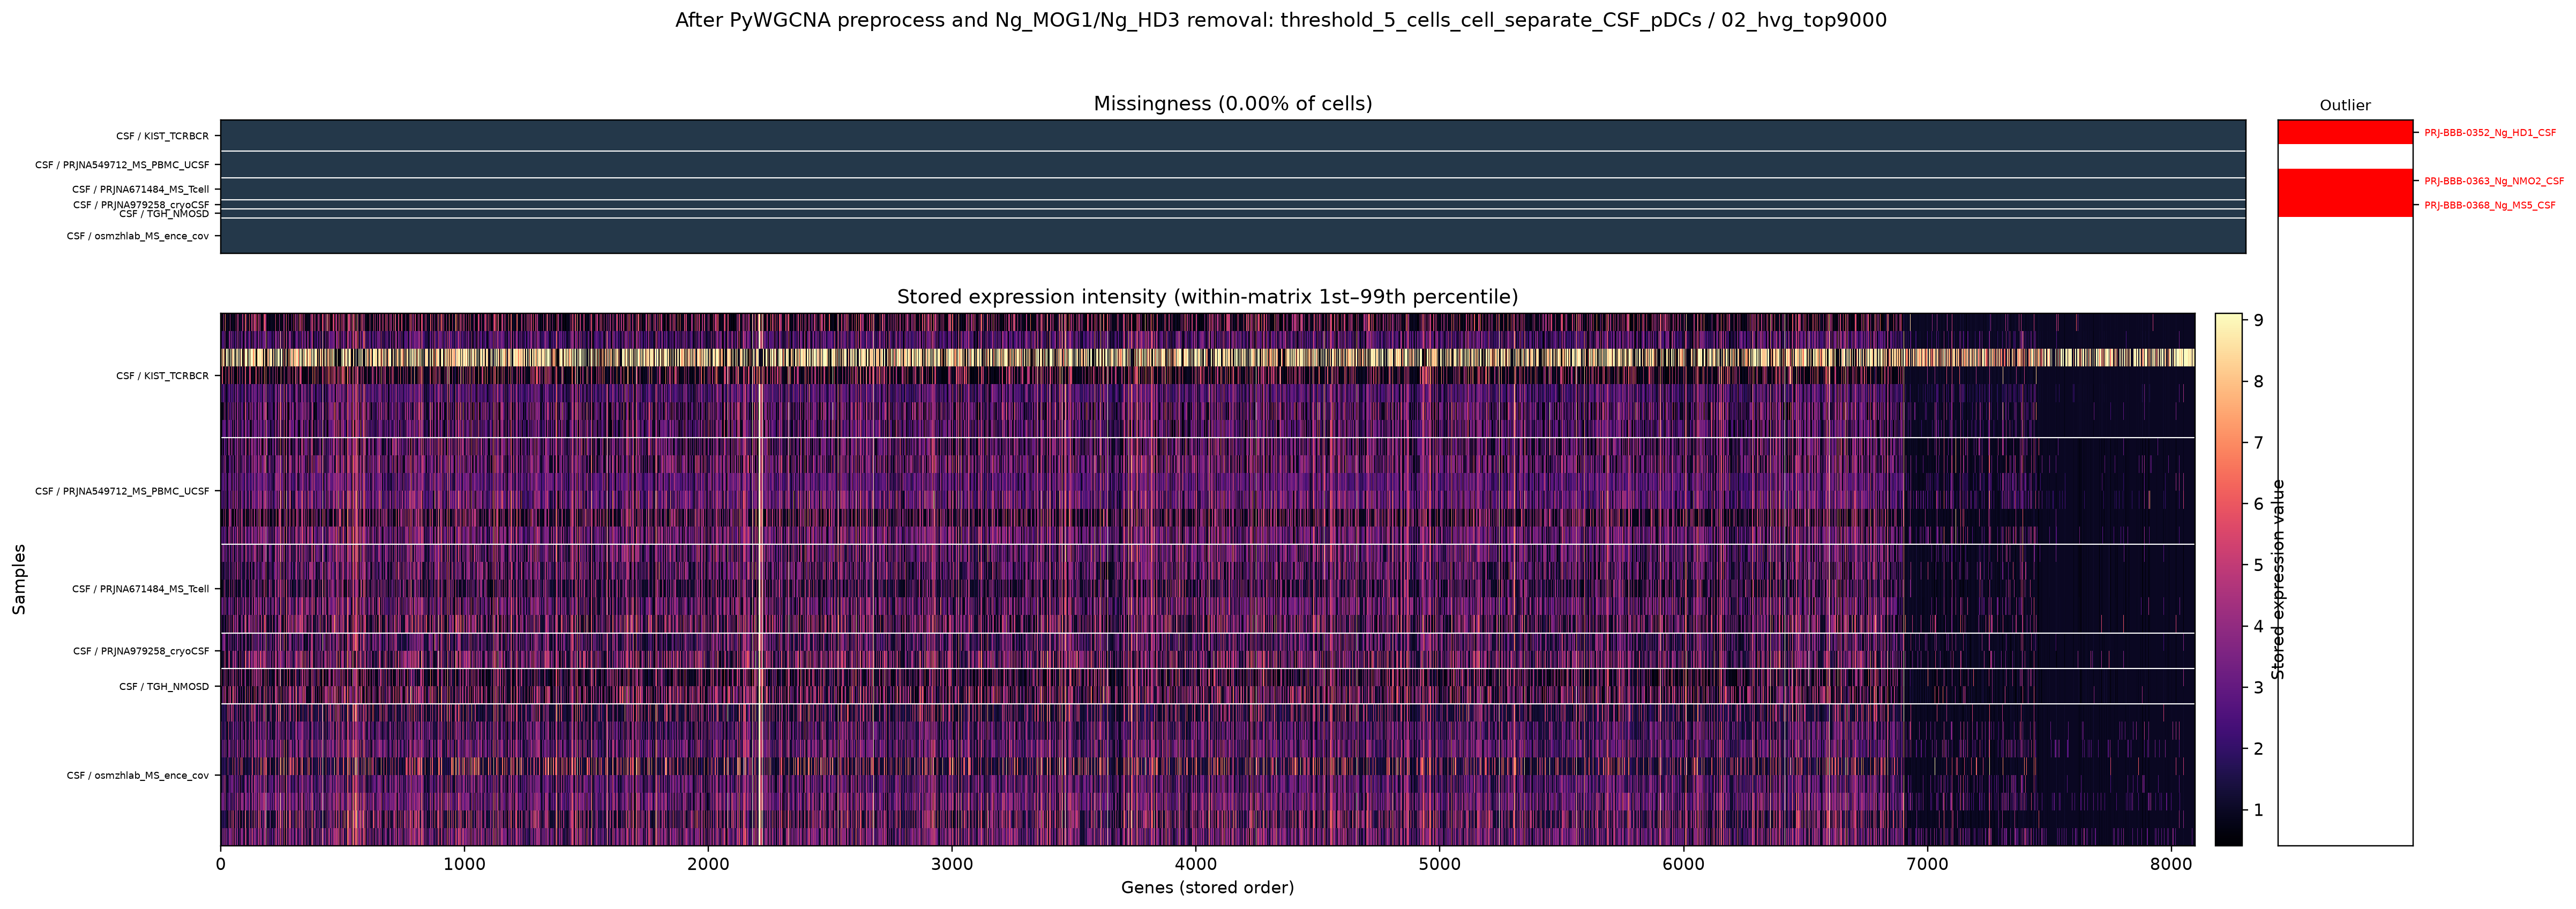 After PyWGCNA preprocess and Ng_MOG1/Ng_HD3 removal: threshold_5_cells_cell_separate_CSF_pDCs / 02_hvg_top9000
Missingness (0.00% of cells)
CSF / KIST_TCRBCR
CSF / PRJNA549712_MS_PBMC_UCSF
CSF / PRJNA671484_MS_Tcell
CSF / PRJNA979258_cryoCSF
CSF / TGH_NMOSD
CSF / osmzhlab_MS_ence_cov
Outlier
PRJ-BBB-0352_Ng_HD1_CSF
PRJ-BBB-0363_Ng_NMO2_CSF
PRJ-BBB-0368_Ng_MS5_CSF
Stored expression intensity (within-matrix 1st–99th percentile)
Samples
CSF / KIST_TCRBCR
CSF / PRJNA549712_MS_PBMC_UCSF
CSF / PRJNA671484_MS_Tcell
CSF / PRJNA979258_cryoCSF
CSF / TGH_NMOSD
CSF / osmzhlab_MS_ence_cov
0 1000 2000 3000 4000 5000 6000 7000 8000
Genes (stored order)
9
8
7
6
5
4
3
2
1
Stored expression value